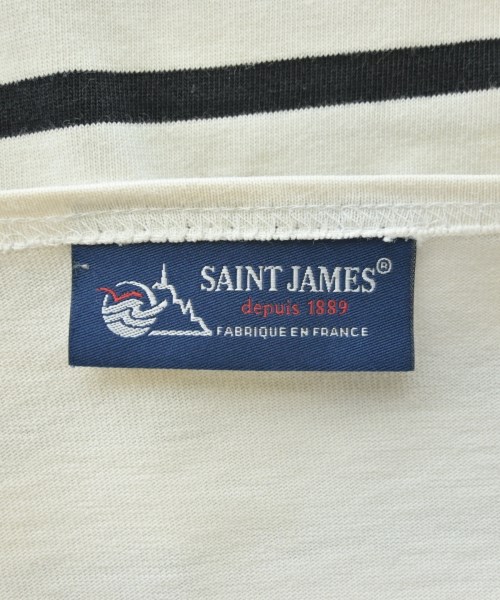 SAINT JAMES®
depuis 1889
FABRIQUE EN FRANCE